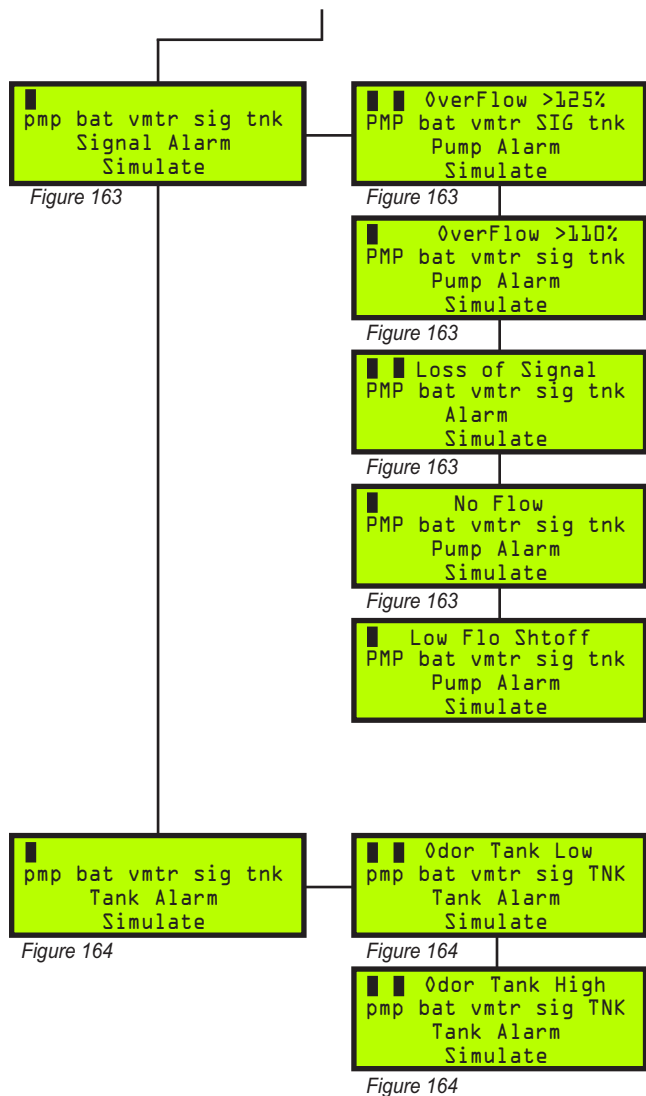 pmp bat vmtr sig tnk
Signal Alarm
Simulate
Figure 163
OverFlow >125%
PMP bat vmtr SIG tnk
Pump Alarm
Simulate
Figure 163
OverFlow >110%
PMP bat vmtr sig tnk
Pump Alarm
Simulate
Figure 163
Loss of Signal
PMP bat vmtr sig tnk
Alarm
Simulate
Figure 163
No Flow
PMP bat vmtr sig tnk
Pump Alarm
Simulate
Figure 163
Low Flo Shtoff
PMP bat vmtr sig tnk
Pump Alarm
Simulate
pmp bat vmtr sig tnk
Tank Alarm
Simulate
Figure 164
Odor Tank Low
pmp bat vmtr sig TNK
Tank Alarm
Simulate
Figure 164
Odor Tank High
pmp bat vmtr sig TNK
Tank Alarm
Simulate
Figure 164